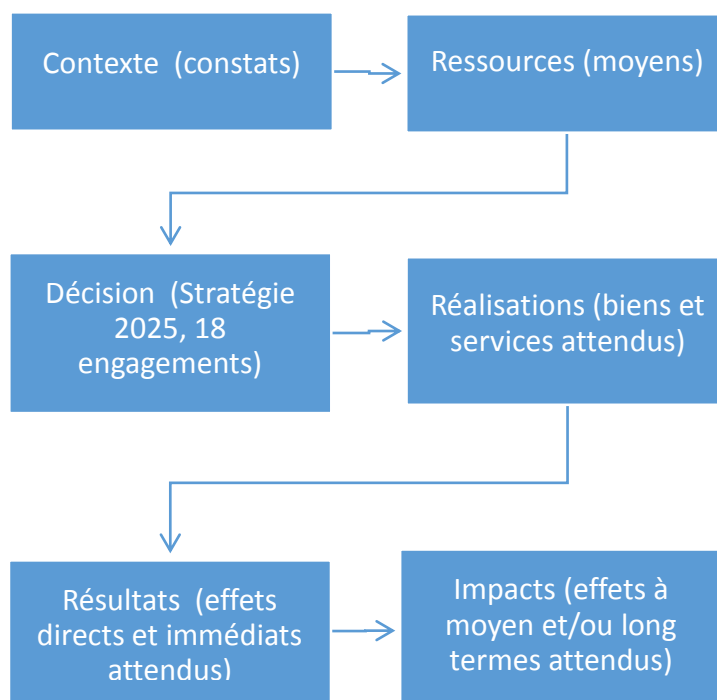 Contexte (constats)
Ressources (moyens)
Décision (Stratégie
2025, 18
engagements)
Réalisations (biens et
services attendus)
Résultats (effets
directs et immédiats
attendus)
Impacts (effets à
moyen et/ou long
termes attendus)